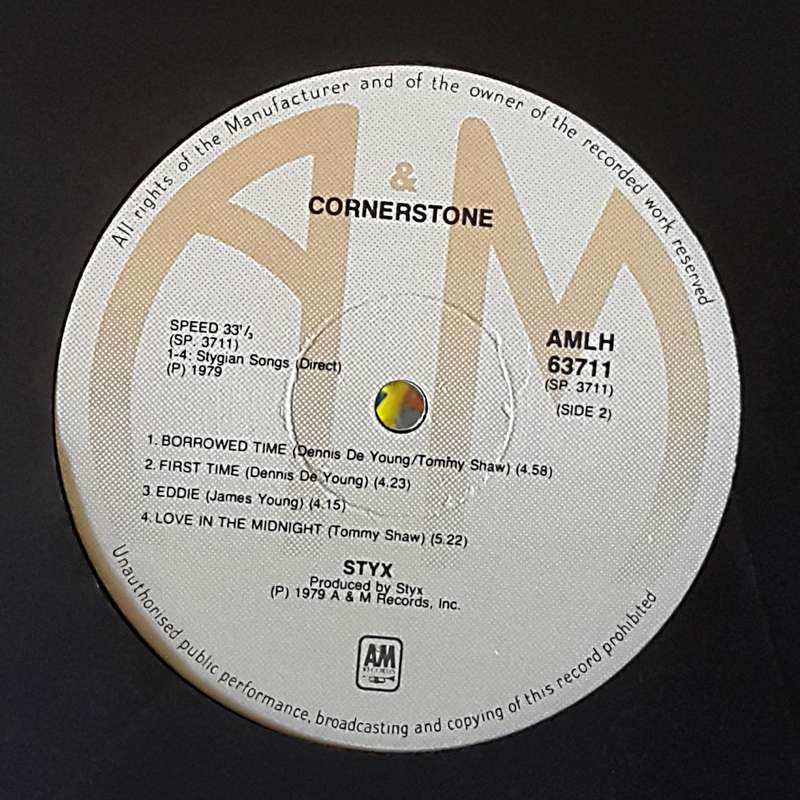 All rights of the Manufacturer and of the owner of the recorded work reserved
A & M
CORNERSTONE
SPEED 33 1/3
(SP. 3711)
1-4: Stygian Songs (Direct)
(P) 1979
AMLH
63711
(SP. 3711)
(SIDE 2)
1. BORROWED TIME (Dennis De Young/Tommy Shaw) (4.58)
2. FIRST TIME (Dennis De Young) (4.23)
3. EDDIE (James Young) (4.15)
4. LOVE IN THE MIDNIGHT (Tommy Shaw) (5.22)
STYX
Produced by Styx
(P) 1979 A & M Records, Inc.
A&M
RECORDS
Unauthorised public performance, broadcasting and copying of this record prohibited